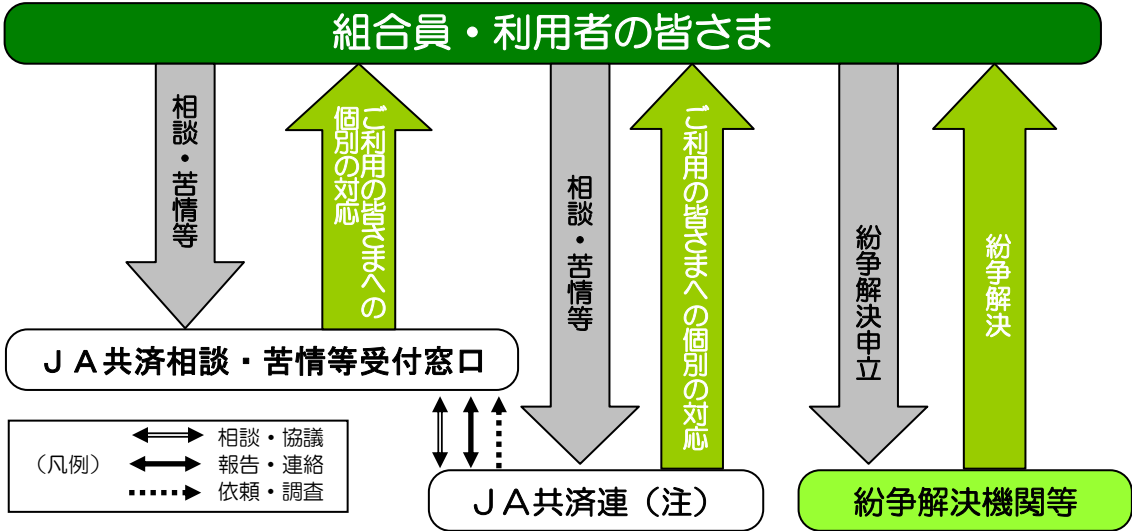 組合員・利用者の皆さま
相談・苦情等
ご利用の皆さまへの
個別の対応
相談・苦情等
ご利用の皆さまへの個別の対応
紛争解決申立
紛争解決
ＪＡ共済相談・苦情等受付窓口
（凡例）
相談・協議
報告・連絡
依頼・調査
ＪＡ共済連（注）
紛争解決機関等